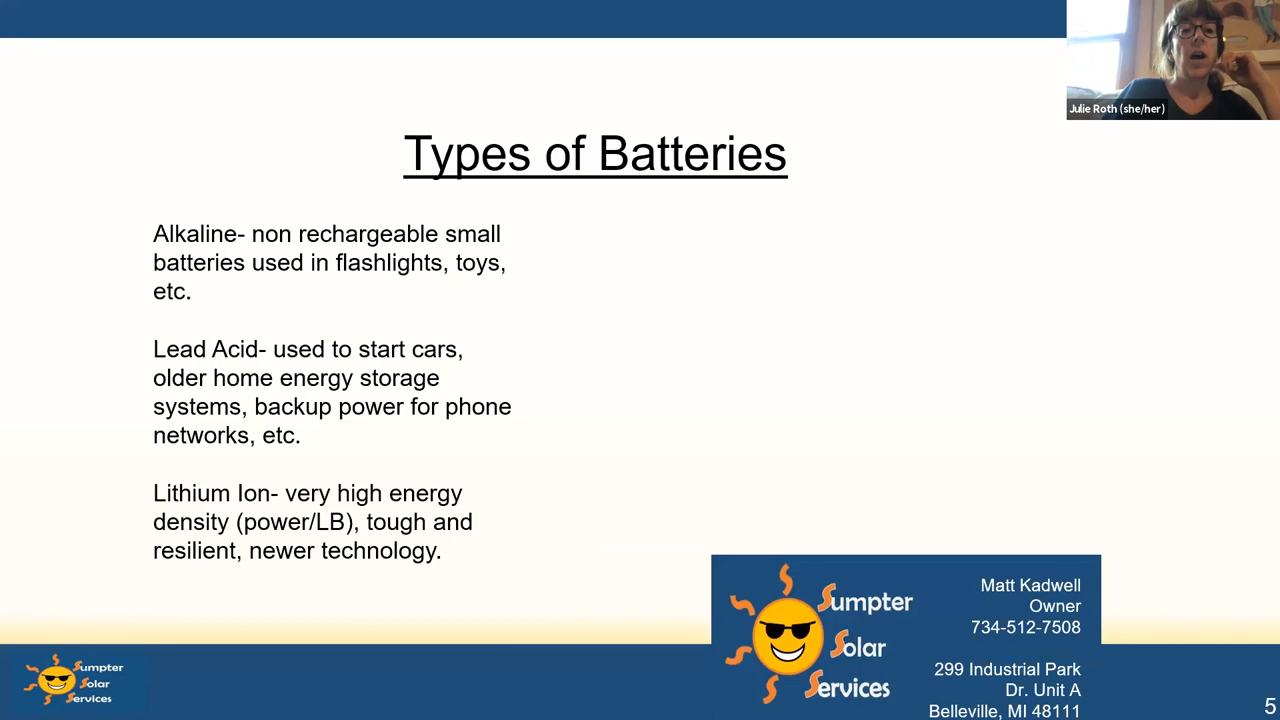 Julie Roth (she/her)
Types of Batteries
Alkaline- non rechargeable small
batteries used in flashlights, toys,
etc.
Lead Acid- used to start cars,
older home energy storage
systems, backup power for phone
networks, etc.
Lithium Ion- very high energy
density (power/LB), tough and
resilient, newer technology.
Sumpter
Solar
Services
Matt Kadwell
Owner
734-512-7508
299 Industrial Park
Dr. Unit A
Belleville, MI 48111
Sumpter
Solar
Services
5